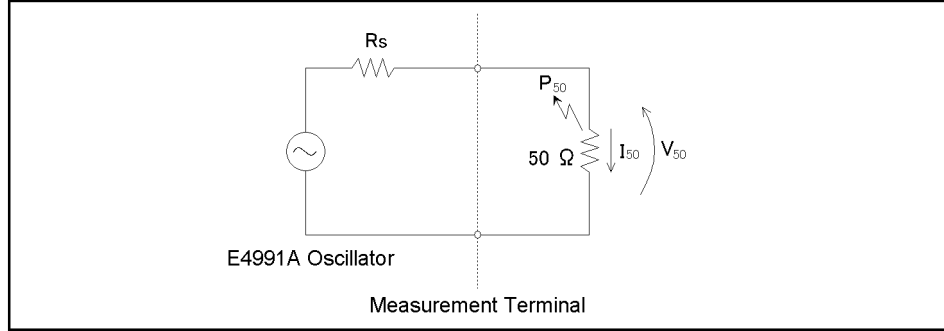 Rs
P50
50 Ω
I50
V50
E4991A Oscillator
Measurement Terminal